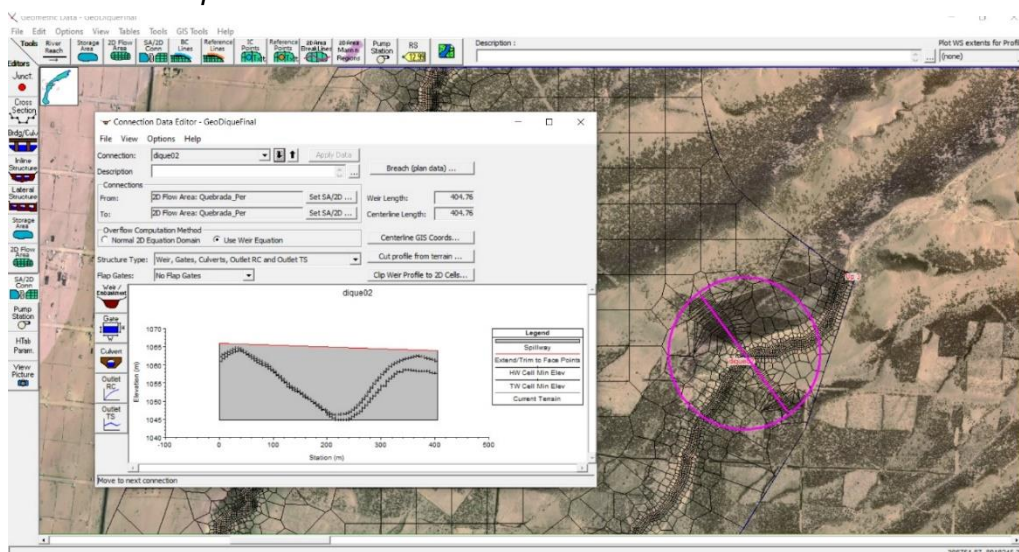 Geometric Data - GeoDiqueFinal
File Edit Options View Tables Tools GIS Tools Help
Tools River Reach Storage Area 2D Flow Area SA/2D Conn BC Lines Reference Lines IC Points Reference Points Pump Station RS Description : Plot WS extents for Profi
(none)
Editors
Junct.
Cross Section
Inline Structure
Lateral Structure
Storage Area
2D Flow Area
SA/2D Conn
Pump Station
HTab Param.
View Picture
Connection Data Editor - GeoDiqueFinal
File View Options Help
Connection: dique02 Apply Data
Description ... Breach (plan data) ...
Connections
From: 2D Flow Area: Quebrada_Per Set SA/2D ... Weir Length: 404.76
To: 2D Flow Area: Quebrada_Per Set SA/2D ... Centerline Length: 404.76
Overflow Computation Method
Normal 2D Equation Domain Use Weir Equation Centerline GIS Coords...
Structure Type: Weir, Gates, Culverts, Outlet RC and Outlet TS Cut profile from terrain ...
Flap Gates: No Flap Gates Clip Weir Profile to 2D Cells...
Weir / Embankment
Gate
Culvert
Outlet RC
Outlet TS
dique02
Elevation (m)
1070
1065
1060
1055
1050
1045
1040
-100 0 100 200 300 400 500
Station (m)
Legend
Spillway
Extend/Trim to Face Points
HW Cell Min Elev
TW Cell Min Elev
Current Terrain
Move to next connection